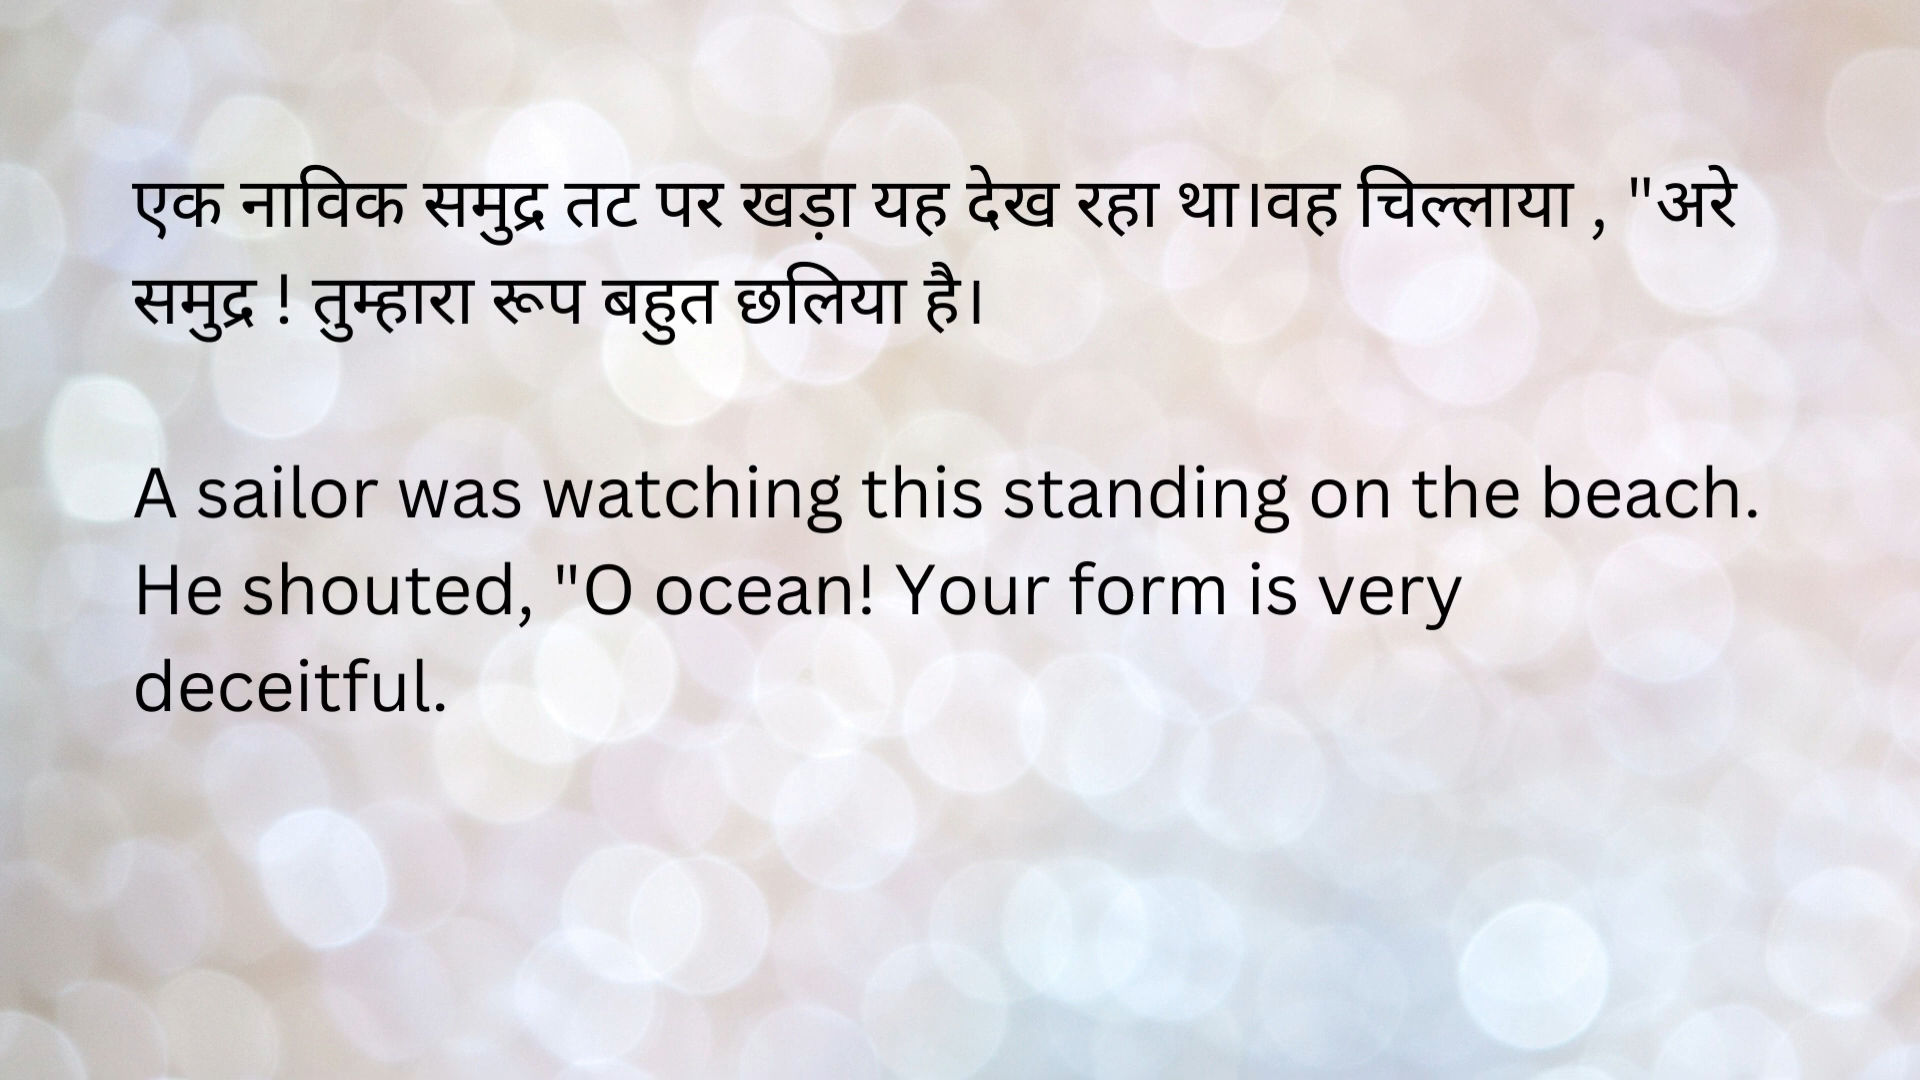 एक नाविक समुद्र तट पर खड़ा यह देख रहा था।वह चिल्लाया , "अरे
समुद्र ! तुम्हारा रूप बहुत छलिया है।
A sailor was watching this standing on the beach.
He shouted, "O ocean! Your form is very
deceitful.